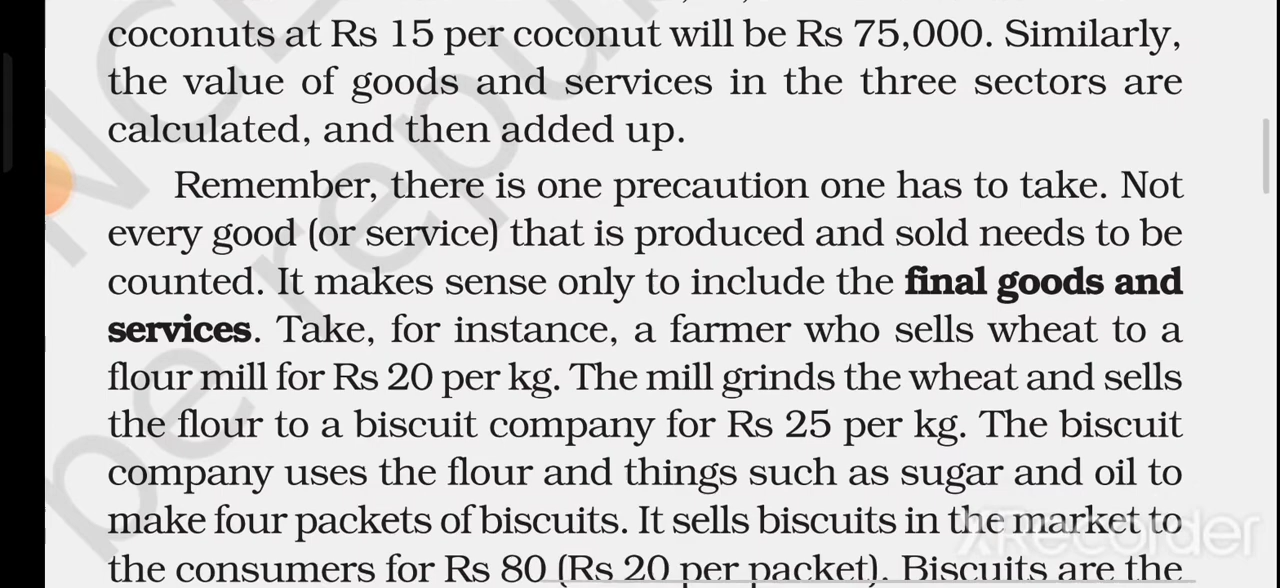 coconuts at Rs 15 per coconut will be Rs 75,000. Similarly,
the value of goods and services in the three sectors are
calculated, and then added up.
Remember, there is one precaution one has to take. Not
every good (or service) that is produced and sold needs to be
counted. It makes sense only to include the final goods and
services. Take, for instance, a farmer who sells wheat to a
flour mill for Rs 20 per kg. The mill grinds the wheat and sells
the flour to a biscuit company for Rs 25 per kg. The biscuit
company uses the flour and things such as sugar and oil to
make four packets of biscuits. It sells biscuits in the market to
the consumers for Rs 80 (Rs 20 per packet). Biscuits are the
XRecorder